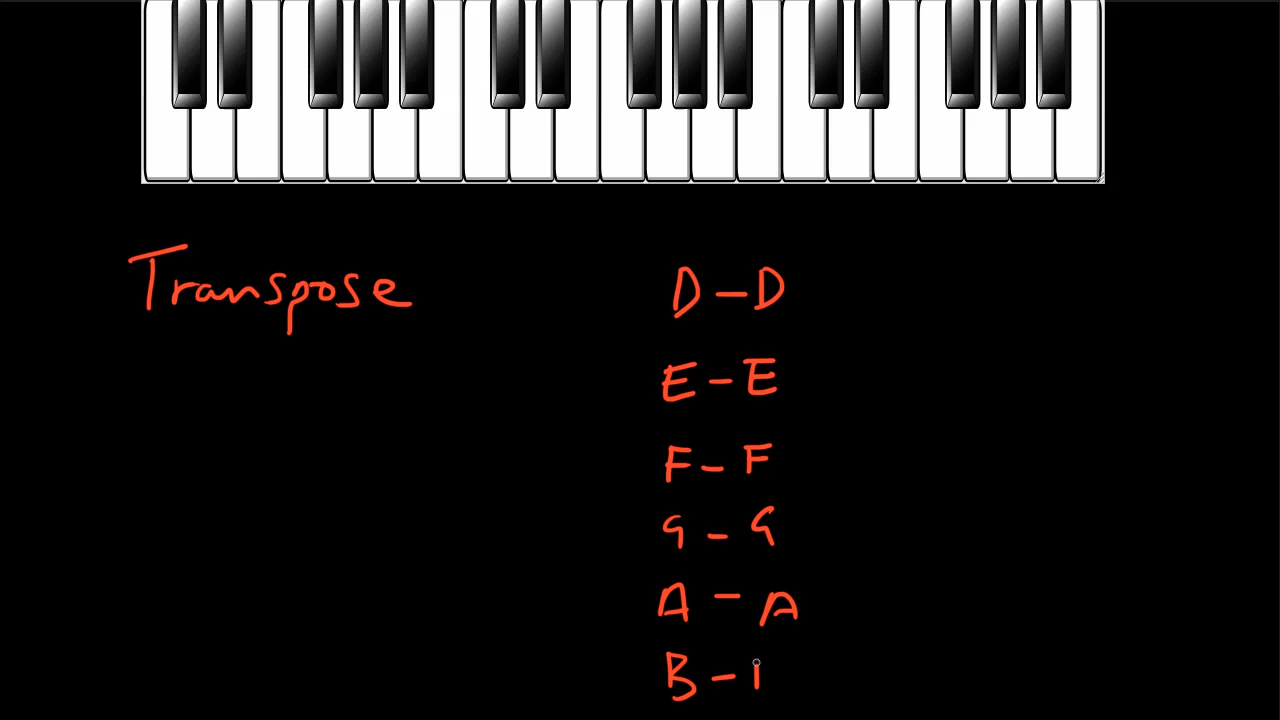 Transpose
D - D
E - E
F - F
G - G
A - A
B -